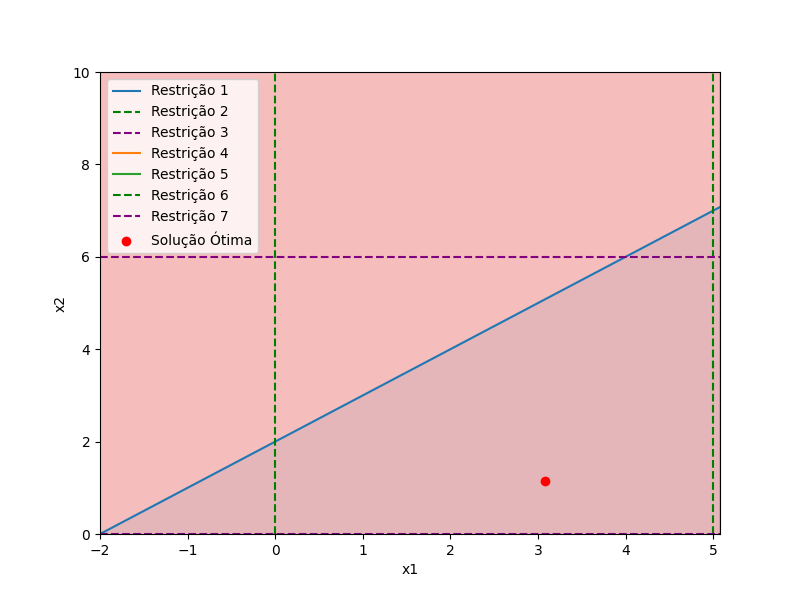 10
8
6
4
2
0
x2
Restrição 1
Restrição 2
Restrição 3
Restrição 4
Restrição 5
Restrição 6
Restrição 7
Solução Ótima
−2
−1
0
1
2
3
4
5
x1